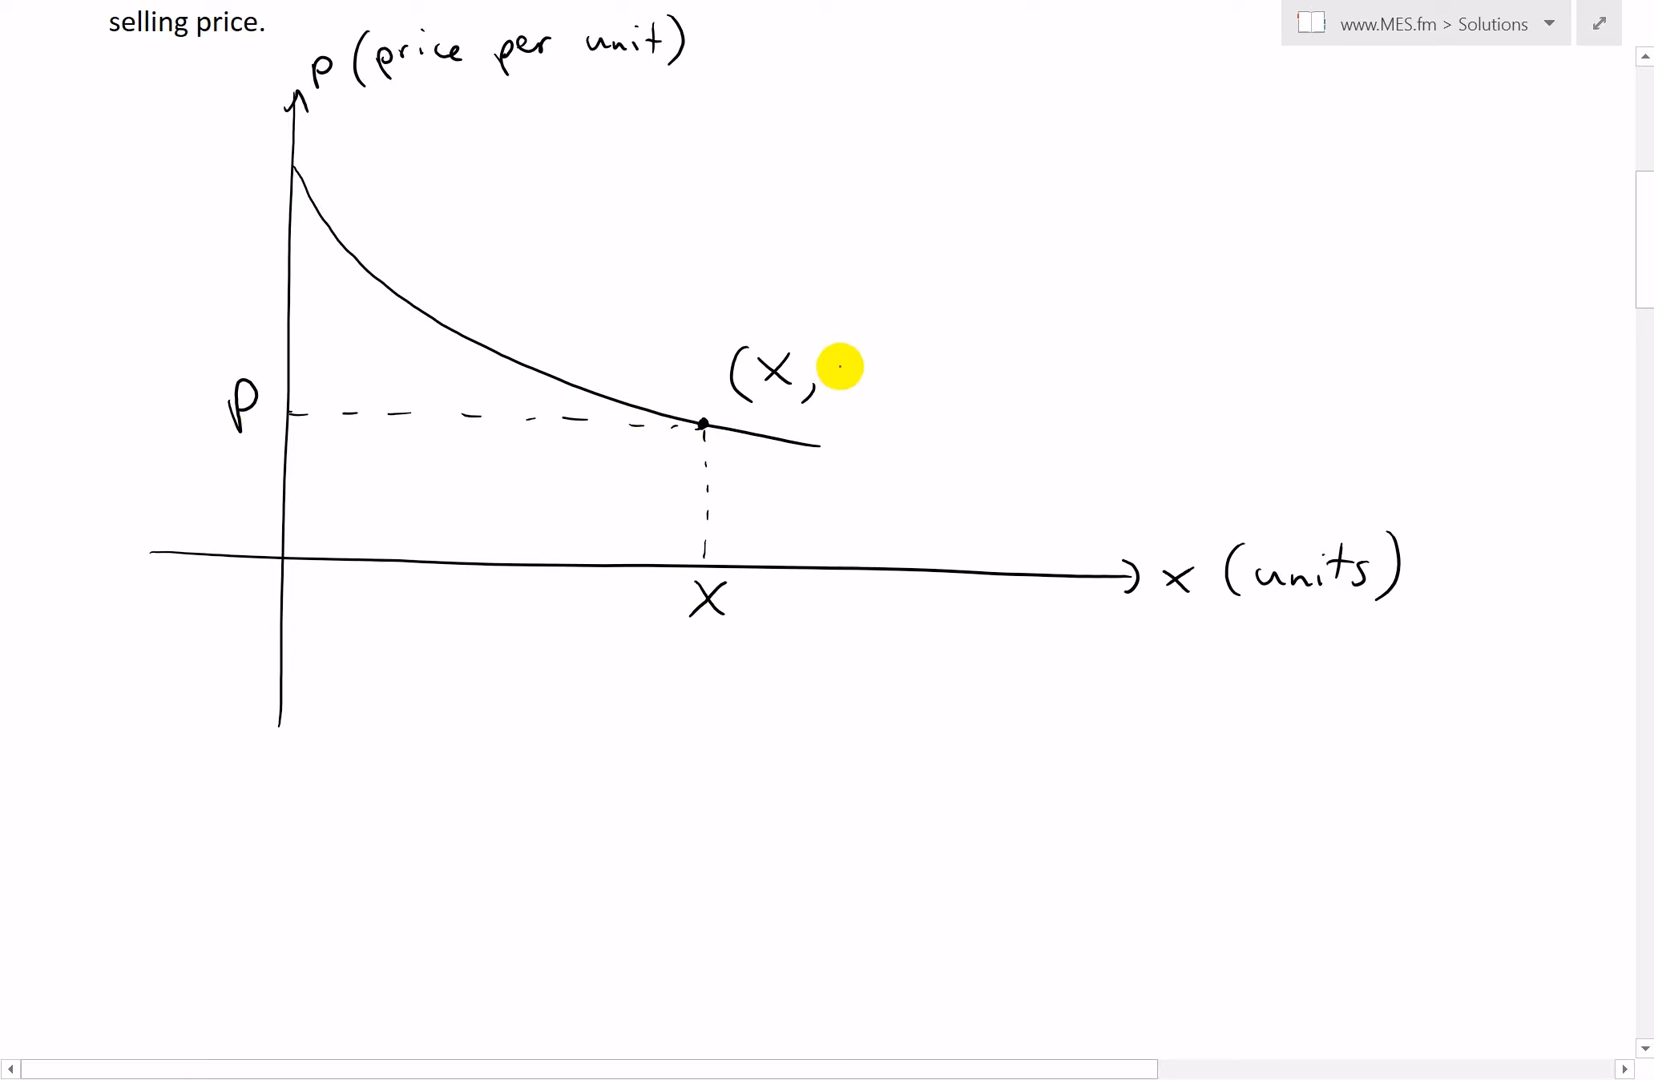 selling price.
www.MES.fm > Solutions
p (price per unit)
(X,
P
x (units)
X